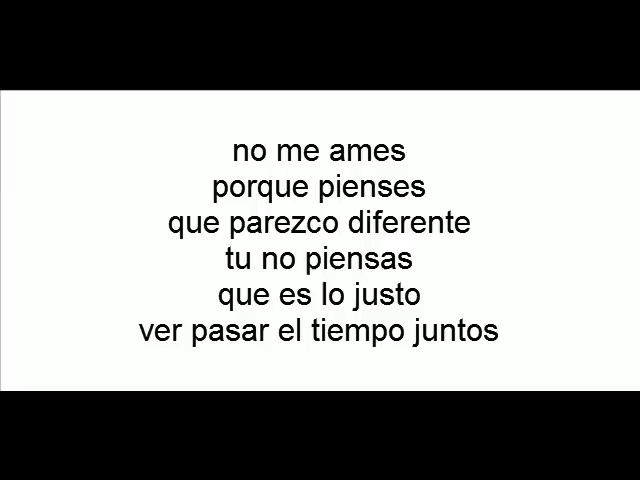 no me ames
porque pienses
que parezco diferente
tu no piensas
que es lo justo
ver pasar el tiempo juntos